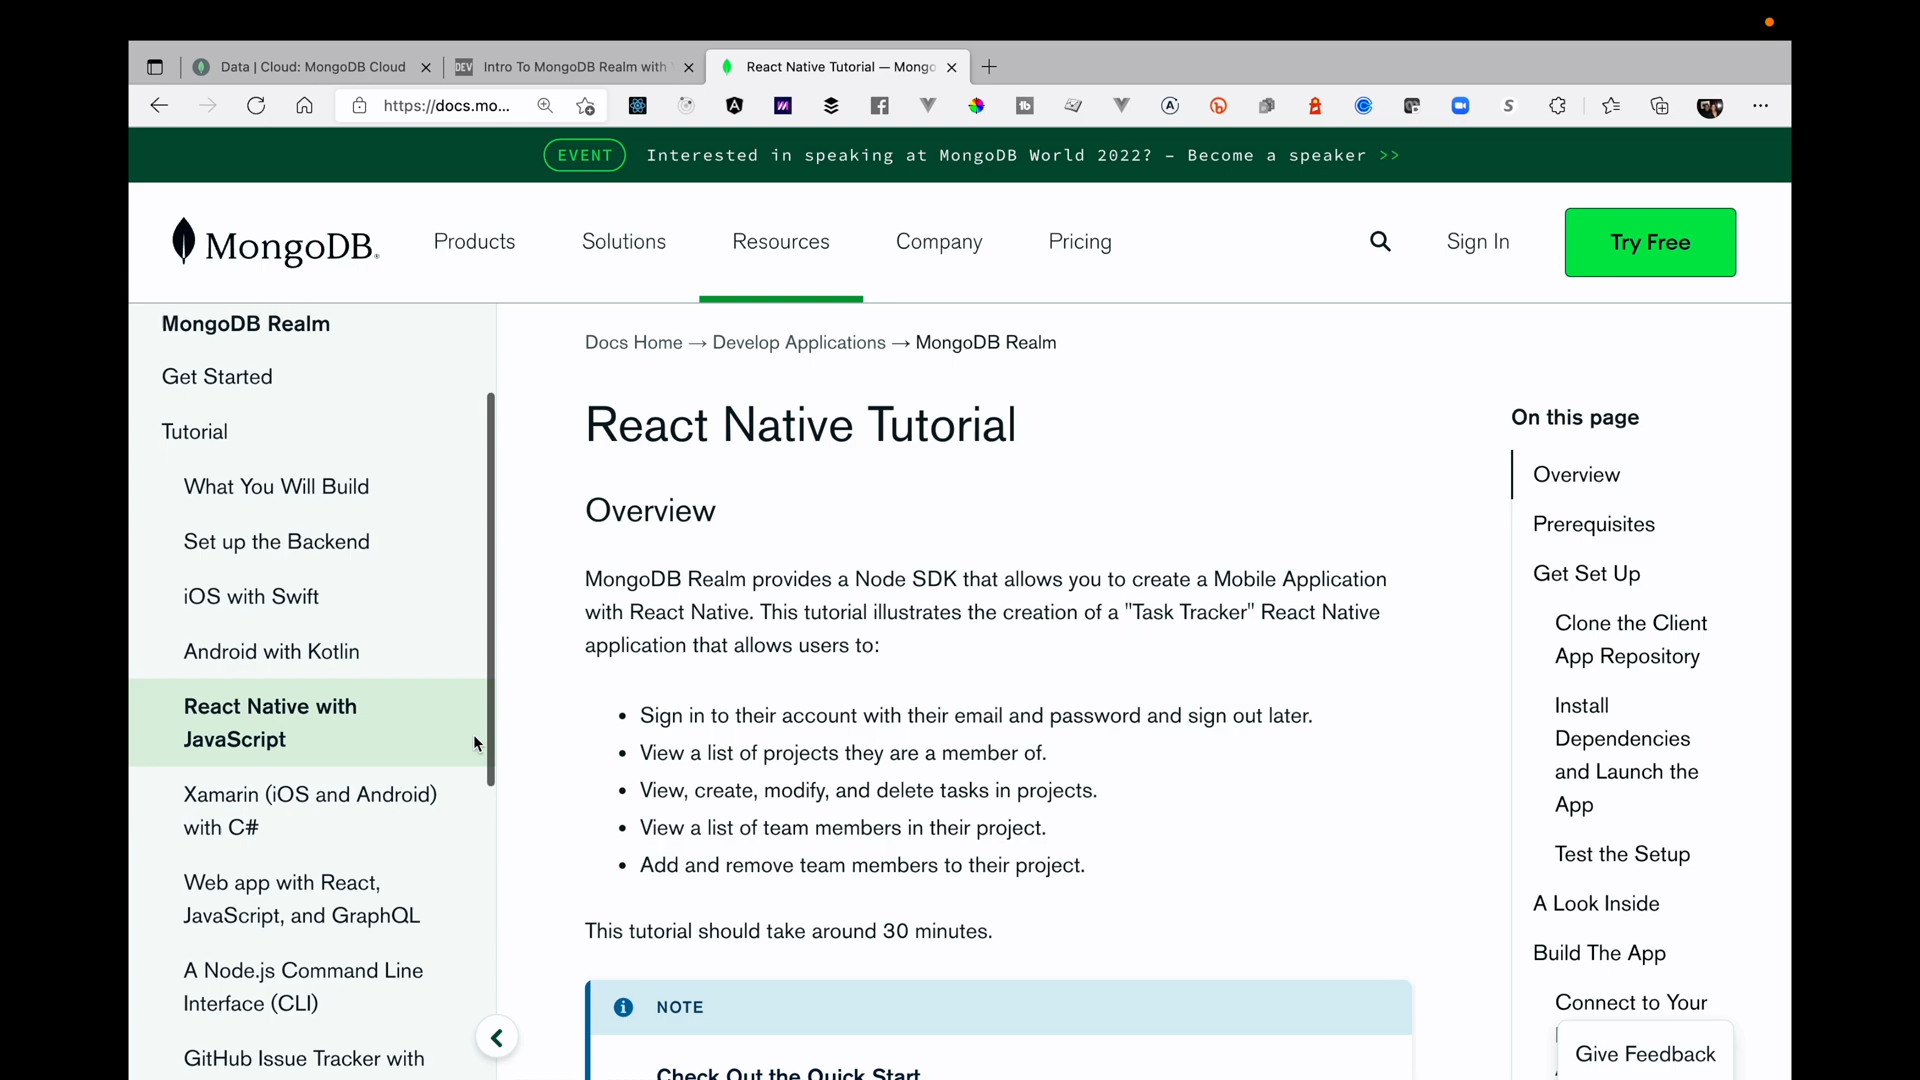 Data | Cloud: MongoDB Cloud
DEV Intro To MongoDB Realm with
React Native Tutorial — Mongo
https://docs.mo...
EVENT Interested in speaking at MongoDB World 2022? – Become a speaker >>
MongoDB.
Products Solutions Resources Company Pricing
Sign In
Try Free
MongoDB Realm
Get Started
Tutorial
What You Will Build
Set up the Backend
iOS with Swift
Android with Kotlin
React Native with
JavaScript
Xamarin (iOS and Android)
with C#
Web app with React,
JavaScript, and GraphQL
A Node.js Command Line
Interface (CLI)
GitHub Issue Tracker with
Docs Home → Develop Applications → MongoDB Realm
React Native Tutorial
Overview
MongoDB Realm provides a Node SDK that allows you to create a Mobile Application
with React Native. This tutorial illustrates the creation of a "Task Tracker" React Native
application that allows users to:
• Sign in to their account with their email and password and sign out later.
• View a list of projects they are a member of.
• View, create, modify, and delete tasks in projects.
• View a list of team members in their project.
• Add and remove team members to their project.
This tutorial should take around 30 minutes.
NOTE
Check Out the Quick Start
On this page
Overview
Prerequisites
Get Set Up
Clone the Client
App Repository
Install
Dependencies
and Launch the
App
Test the Setup
A Look Inside
Build The App
Connect to Your
Give Feedback